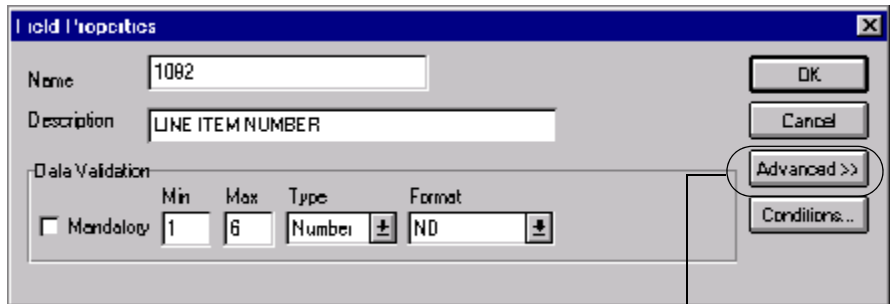 Field Properties
Name 1082
OK
Description LINE ITEM NUMBER
Cancel
Data Validation
Advanced >>
Min Max Type Format
Mandatory 1 6 Number N0
Conditions...